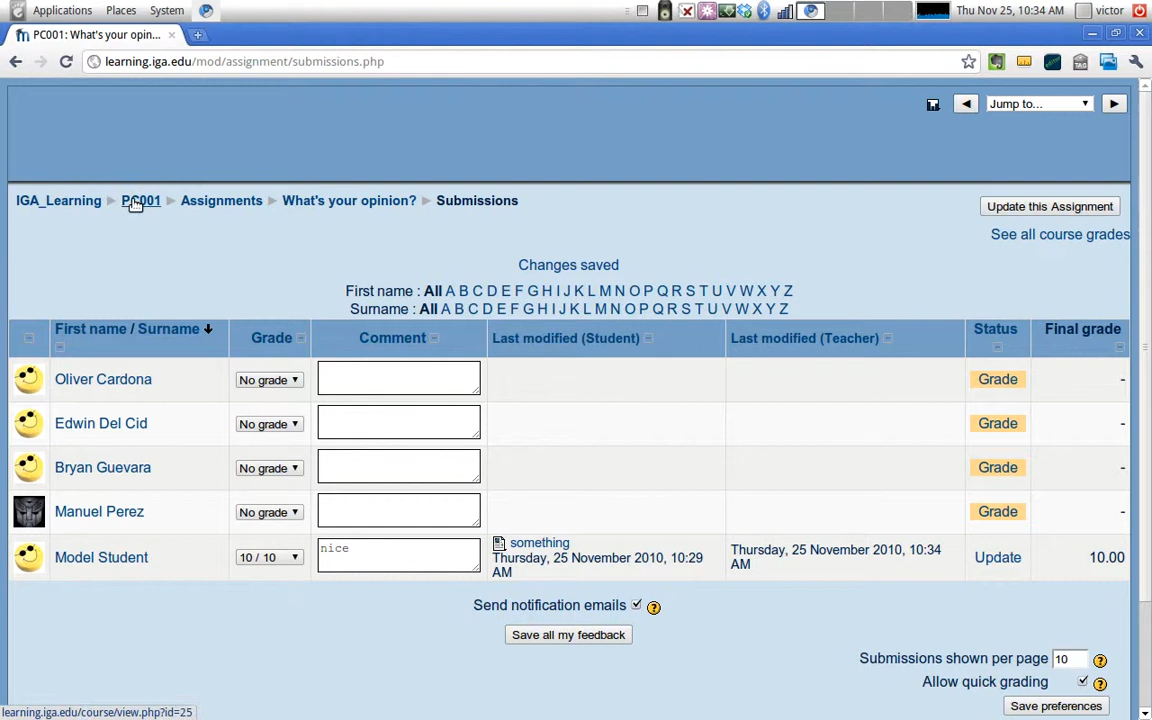 Applications Places System Thu Nov 25, 10:34 AM victor
PC001: What's your opin...
learning.iga.edu/mod/assignment/submissions.php
Jump to...
IGA_Learning PC001 Assignments What's your opinion? Submissions
Update this Assignment
See all course grades
Changes saved
First name : All A B C D E F G H I J K L M N O P Q R S T U V W X Y Z
Surname : All A B C D E F G H I J K L M N O P Q R S T U V W X Y Z
First name / Surname Grade Comment Last modified (Student) Last modified (Teacher) Status Final grade
Oliver Cardona No grade Grade -
Edwin Del Cid No grade Grade -
Bryan Guevara No grade Grade -
Manuel Perez No grade Grade -
something
Model Student 10 / 10 nice Thursday, 25 November 2010, 10:29 AM Thursday, 25 November 2010, 10:34 AM Update 10.00
Send notification emails ?
Save all my feedback
Submissions shown per page 10 ?
Allow quick grading ?
Save preferences
learning.iga.edu/course/view.php?id=25